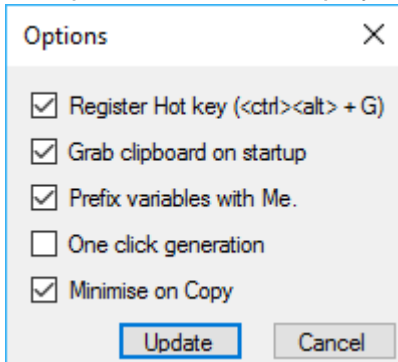 Options
Register Hot key (<ctrl><alt> + G)
Grab clipboard on startup
Prefix variables with Me.
One click generation
Minimise on Copy
Update Cancel